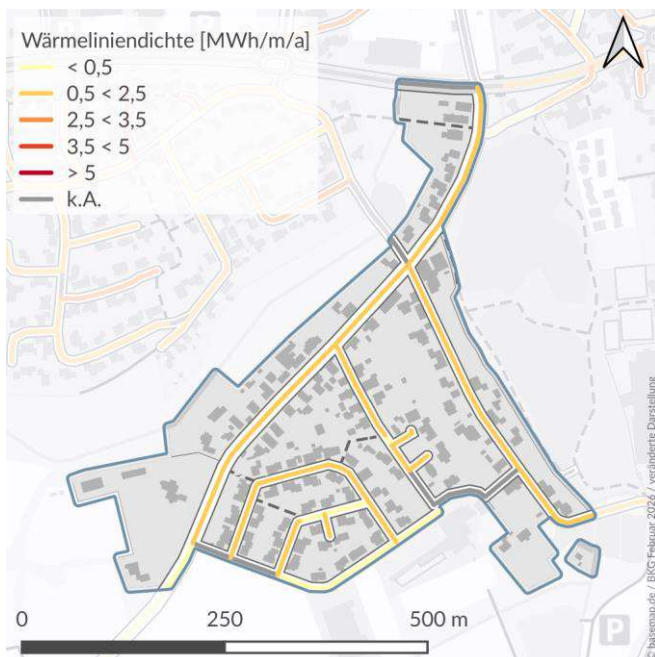 Wärmeliniendichte [MWh/m/a]
< 0,5
0,5 < 2,5
2,5 < 3,5
3,5 < 5
> 5
k.A.
P
P
© basemap.de / BKG Februar 2026 / veränderte Darstellung
0 250 500 m
P